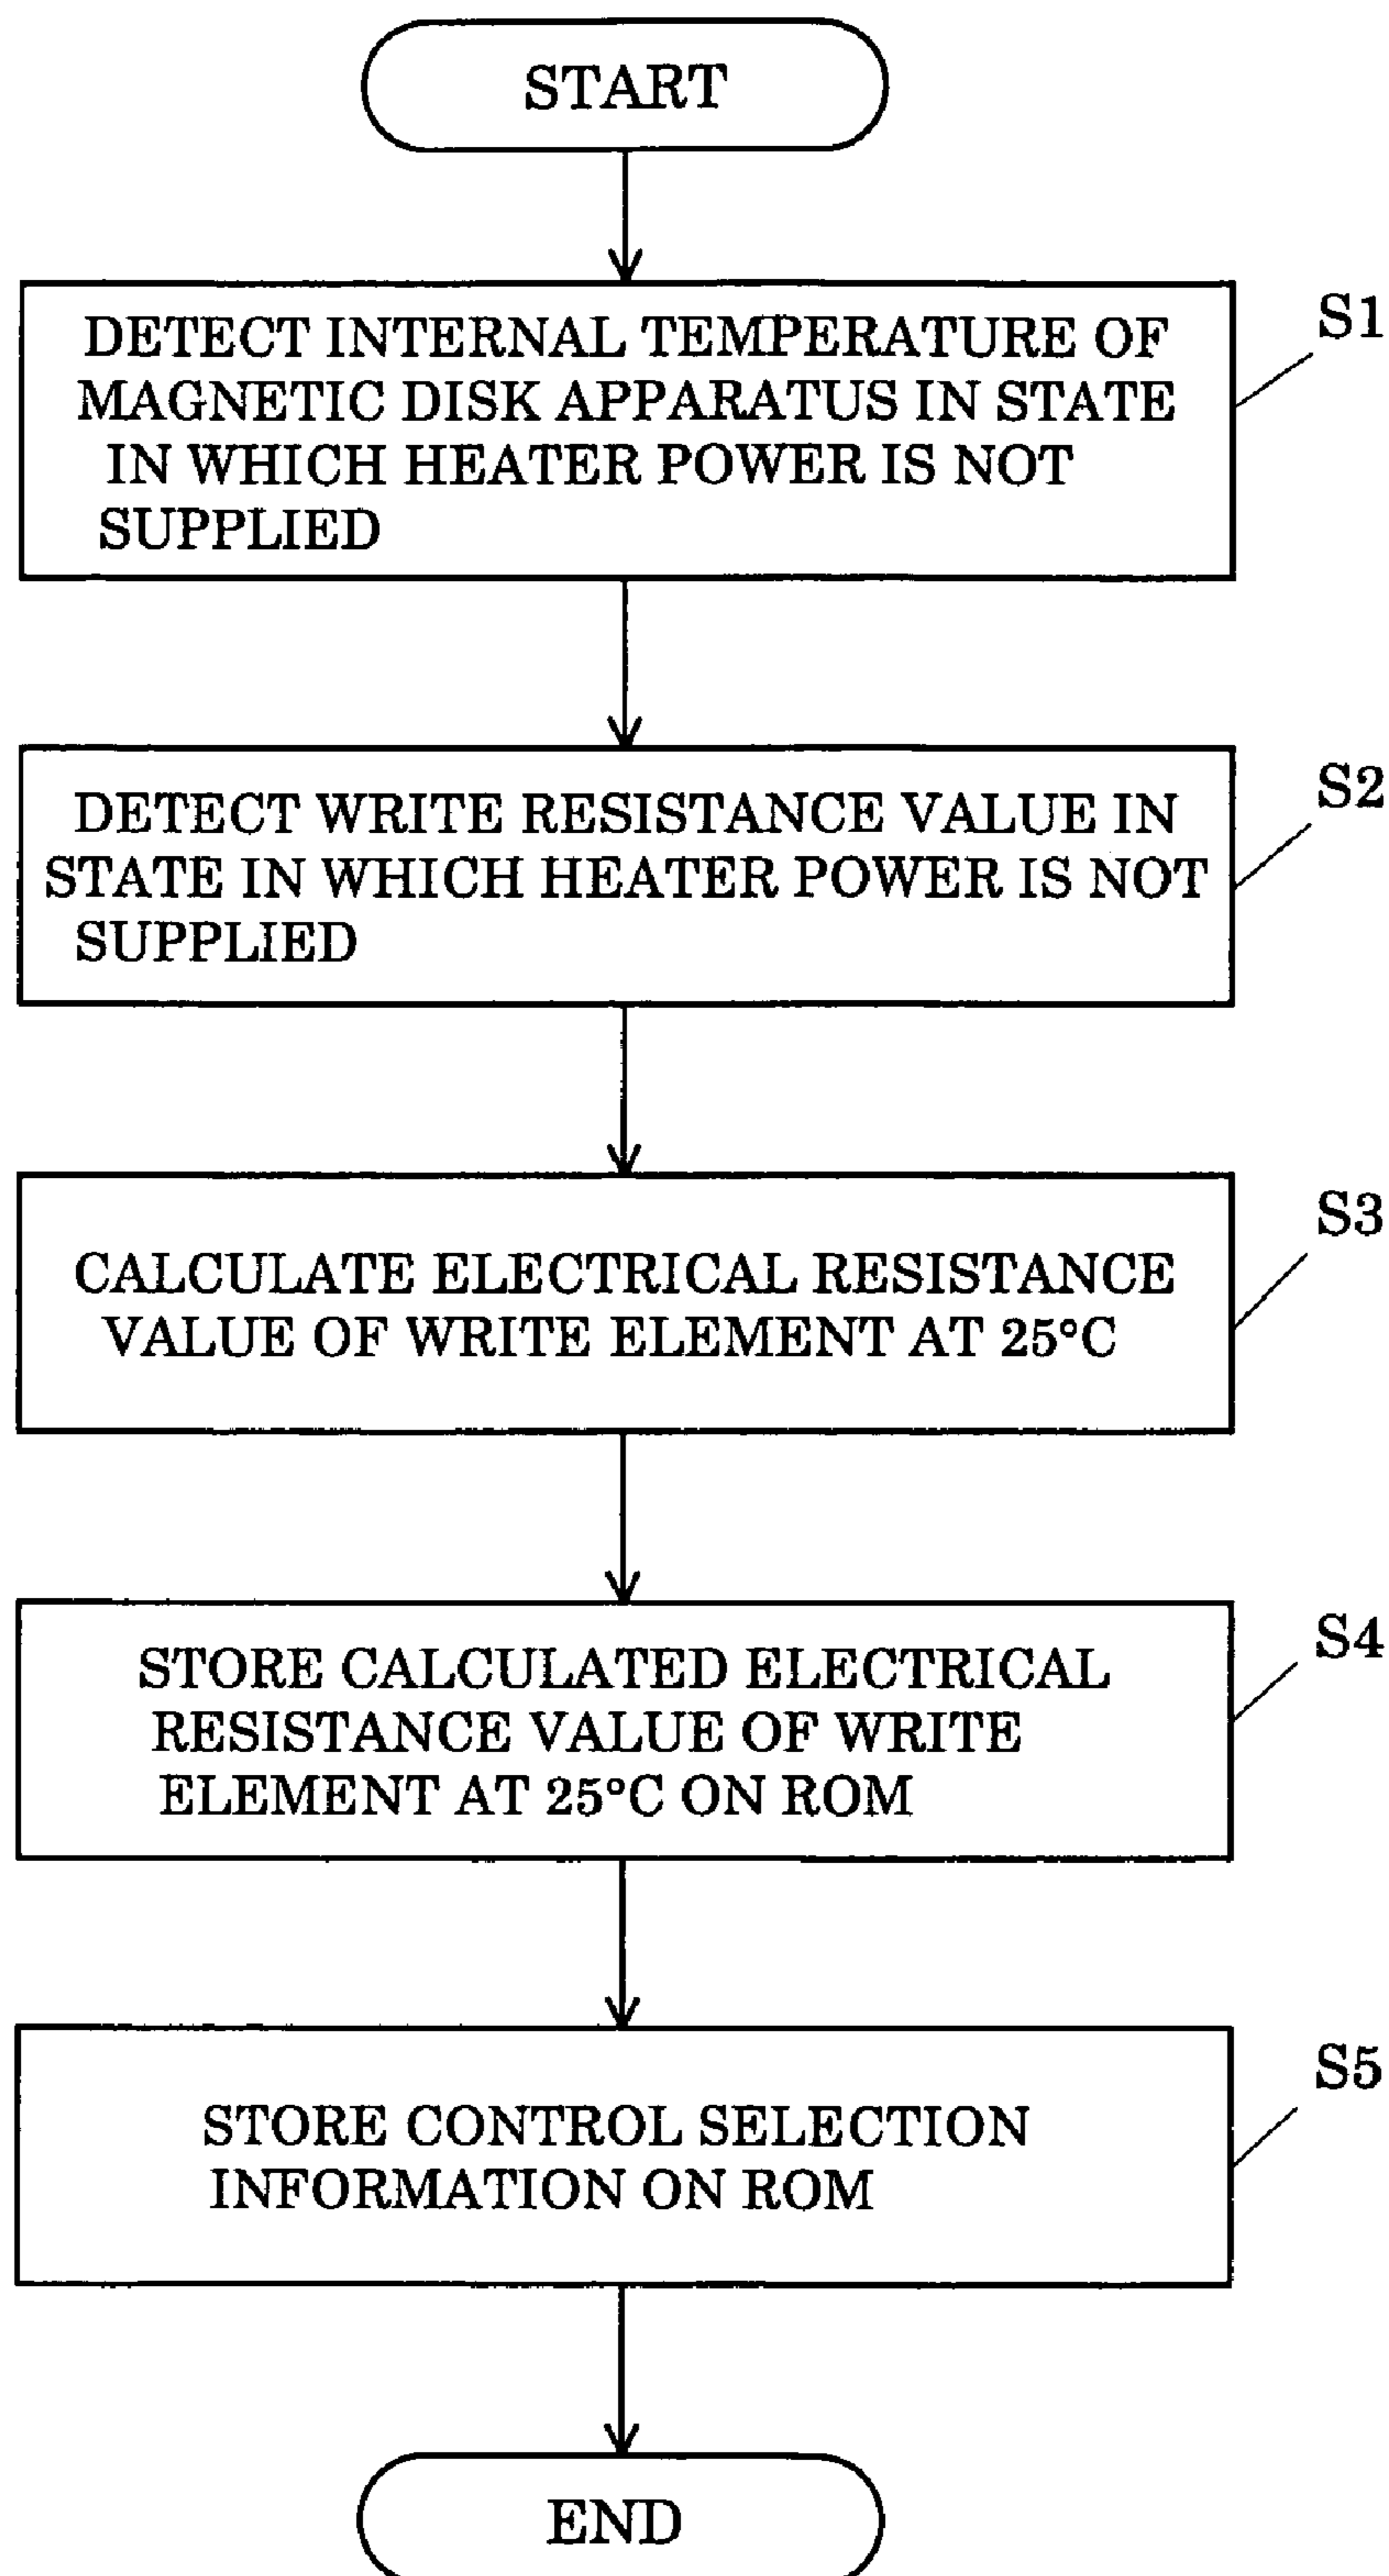 START
DETECT INTERNAL TEMPERATURE OF
MAGNETIC DISK APPARATUS IN STATE
IN WHICH HEATER POWER IS NOT
SUPPLIED
S1
DETECT WRITE RESISTANCE VALUE IN
STATE IN WHICH HEATER POWER IS NOT
SUPPLIED
S2
CALCULATE ELECTRICAL RESISTANCE
VALUE OF WRITE ELEMENT AT 25°C
S3
STORE CALCULATED ELECTRICAL
RESISTANCE VALUE OF WRITE
ELEMENT AT 25°C ON ROM
S4
STORE CONTROL SELECTION
INFORMATION ON ROM
S5
END